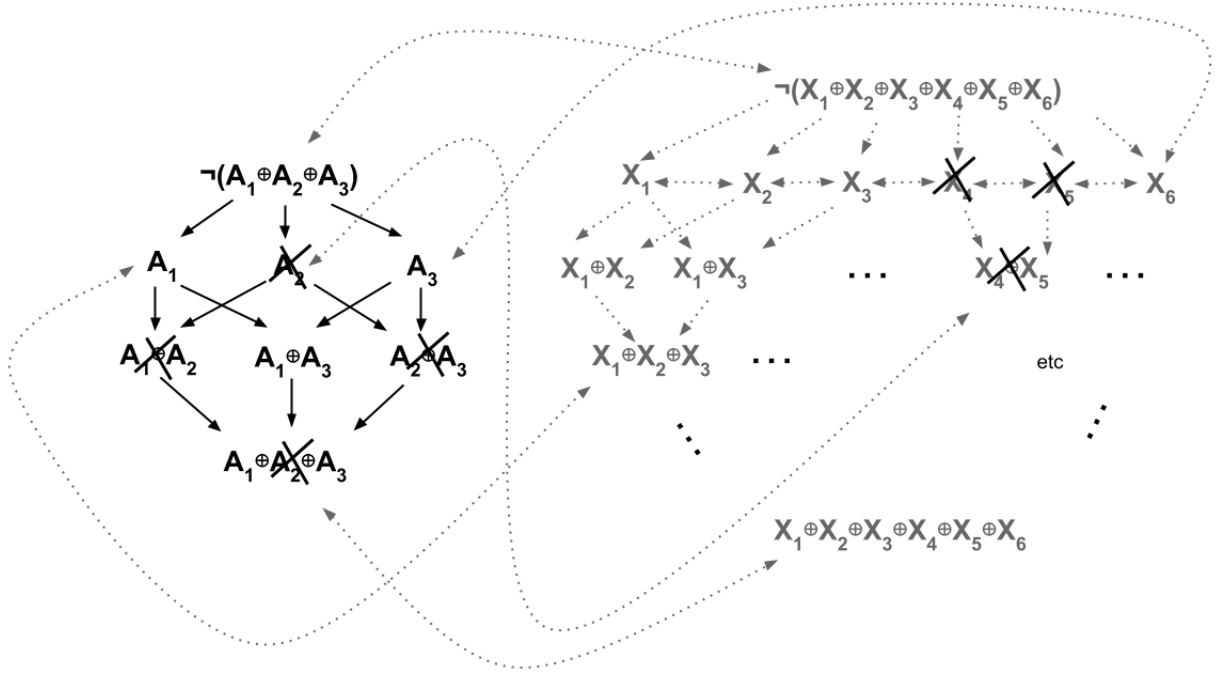 ¬(X₁⊕X₂⊕X₃⊕X₄⊕X₅⊕X₆)
¬(A₁⊕A₂⊕A₃)
X₁ X₂ X₃ X₄ X₅ X₆
A₁ A₂ A₃
X₁⊕X₂ X₁⊕X₃ ... X₄⊕X₅ ...
A₁⊕A₂ A₁⊕A₃ A₂⊕A₃
X₁⊕X₂⊕X₃ ... etc
A₁⊕A₂⊕A₃
X₁⊕X₂⊕X₃⊕X₄⊕X₅⊕X₆